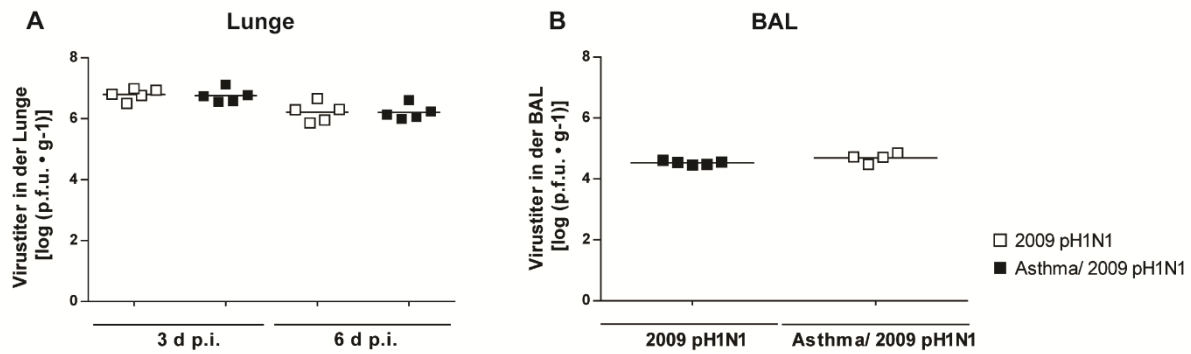 A
Lunge
Virustiter in der Lunge
[log (p.f.u. • g-1)]
8
6
4
2
0
3 d p.i.
6 d p.i.
B
BAL
Virustiter in der BAL
[log (p.f.u. • g-1)]
8
6
4
2
0
2009 pH1N1
Asthma/ 2009 pH1N1
2009 pH1N1
Asthma/ 2009 pH1N1